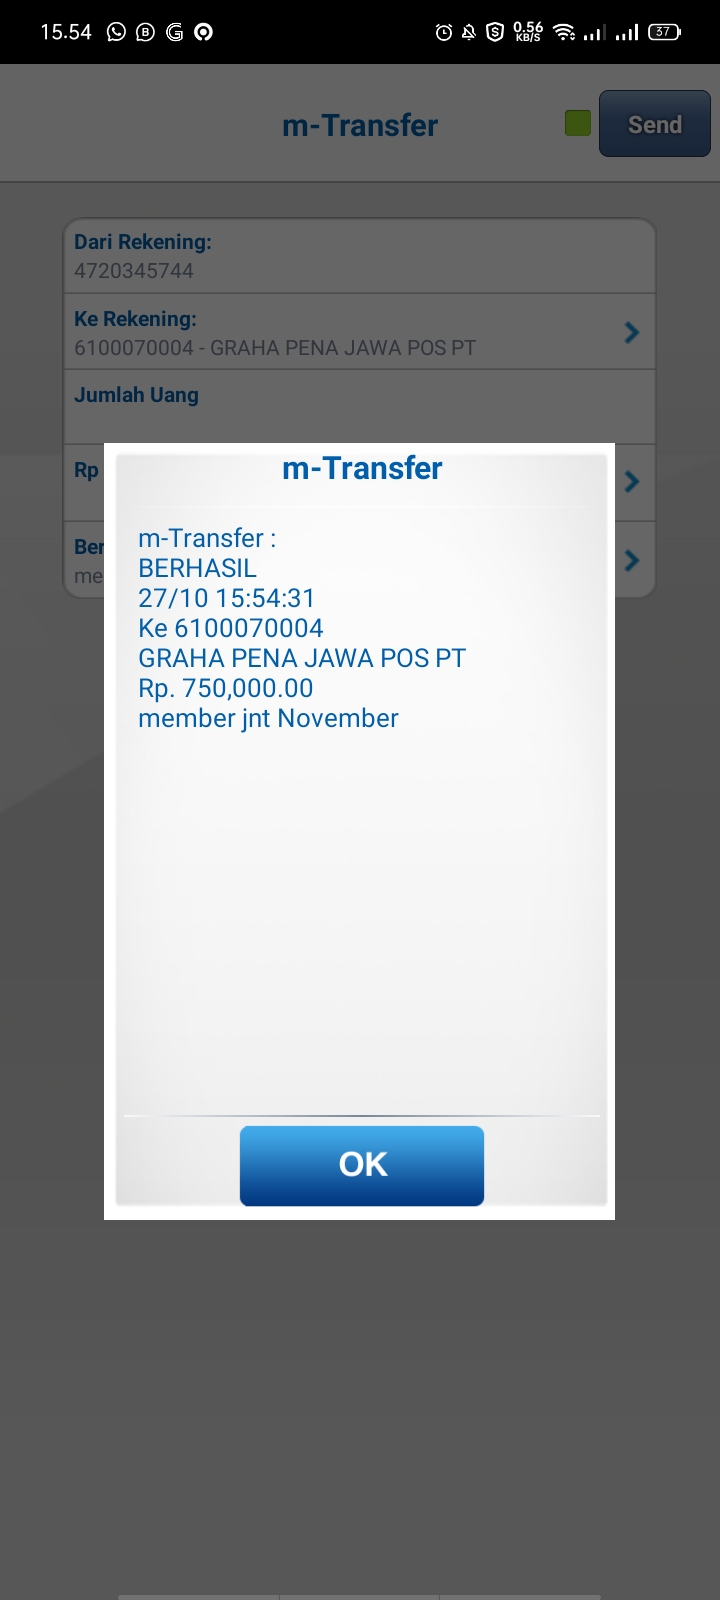 15.54
0.56
KB/S
37
m-Transfer
Send
Dari Rekening:
4720345744
Ke Rekening:
6100070004 - GRAHA PENA JAWA POS PT
Jumlah Uang
Rp
Ber
me
m-Transfer
m-Transfer :
BERHASIL
27/10 15:54:31
Ke 6100070004
GRAHA PENA JAWA POS PT
Rp. 750,000.00
member jnt November
OK